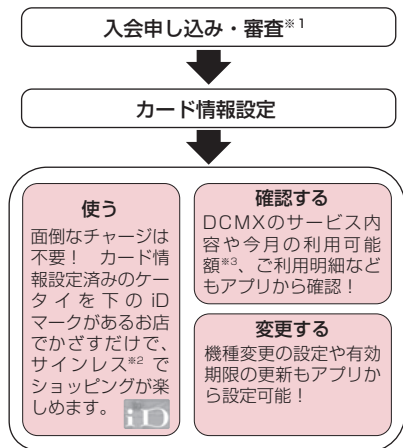 入会申し込み・審査※1
カード情報設定
使う
面倒なチャージは
不要！　カード情
報設定済みのケー
タイを下の iD
マークがあるお店
でかざすだけで、
サインレス※2 で
ショッピングが楽
しめます。
iD
確認する
DCMXのサービス内
容や今月の利用可能
額※3、ご利用明細など
もアプリから確認！
変更する
機種変更の設定や有効
期限の更新もアプリか
ら設定可能！